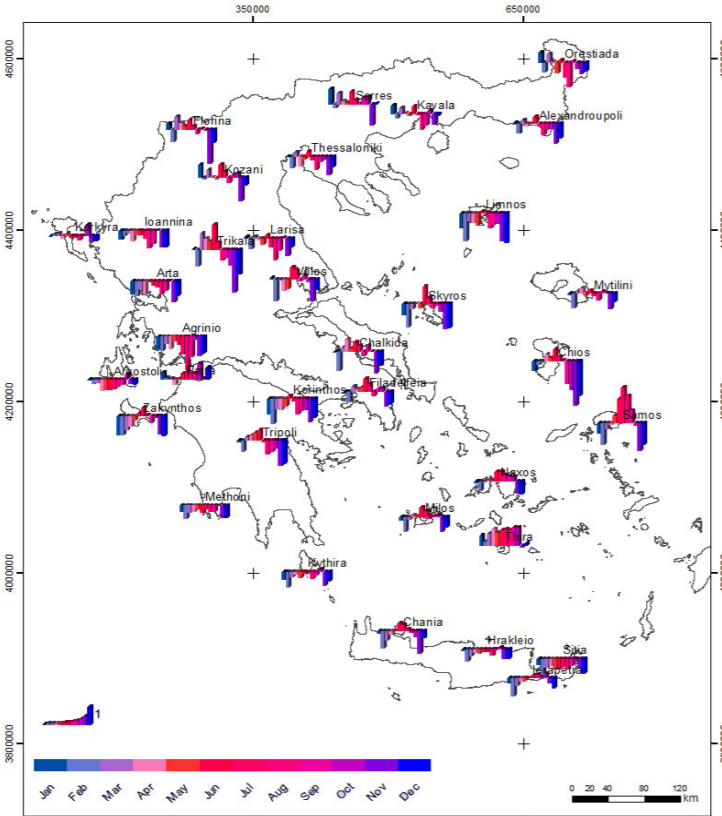 350000 650000
Orestiada
4600000
Serres
Kavala
Alexandroupoli
Florina
Thessaloniki
Kozani
Limnos
Kerkyra
Ioannina
4400000
Trikala
Larisa
Arta
Volos
Mytilini
Skyros
Agrinio
Chalkida
Chios
Argostoli
Patra
Filadelfeia
4200000
Zakynthos
Korinthos
Samos
Tripoli
Naxos
Methoni
Milos
Thira
Kythira
4000000
Chania
Hrakleio
Sitia
Ierapetra
1
3800000
Jan Feb Mar Apr May Jun Jul Aug Sep Oct Nov Dec
0 20 40 80 120
km